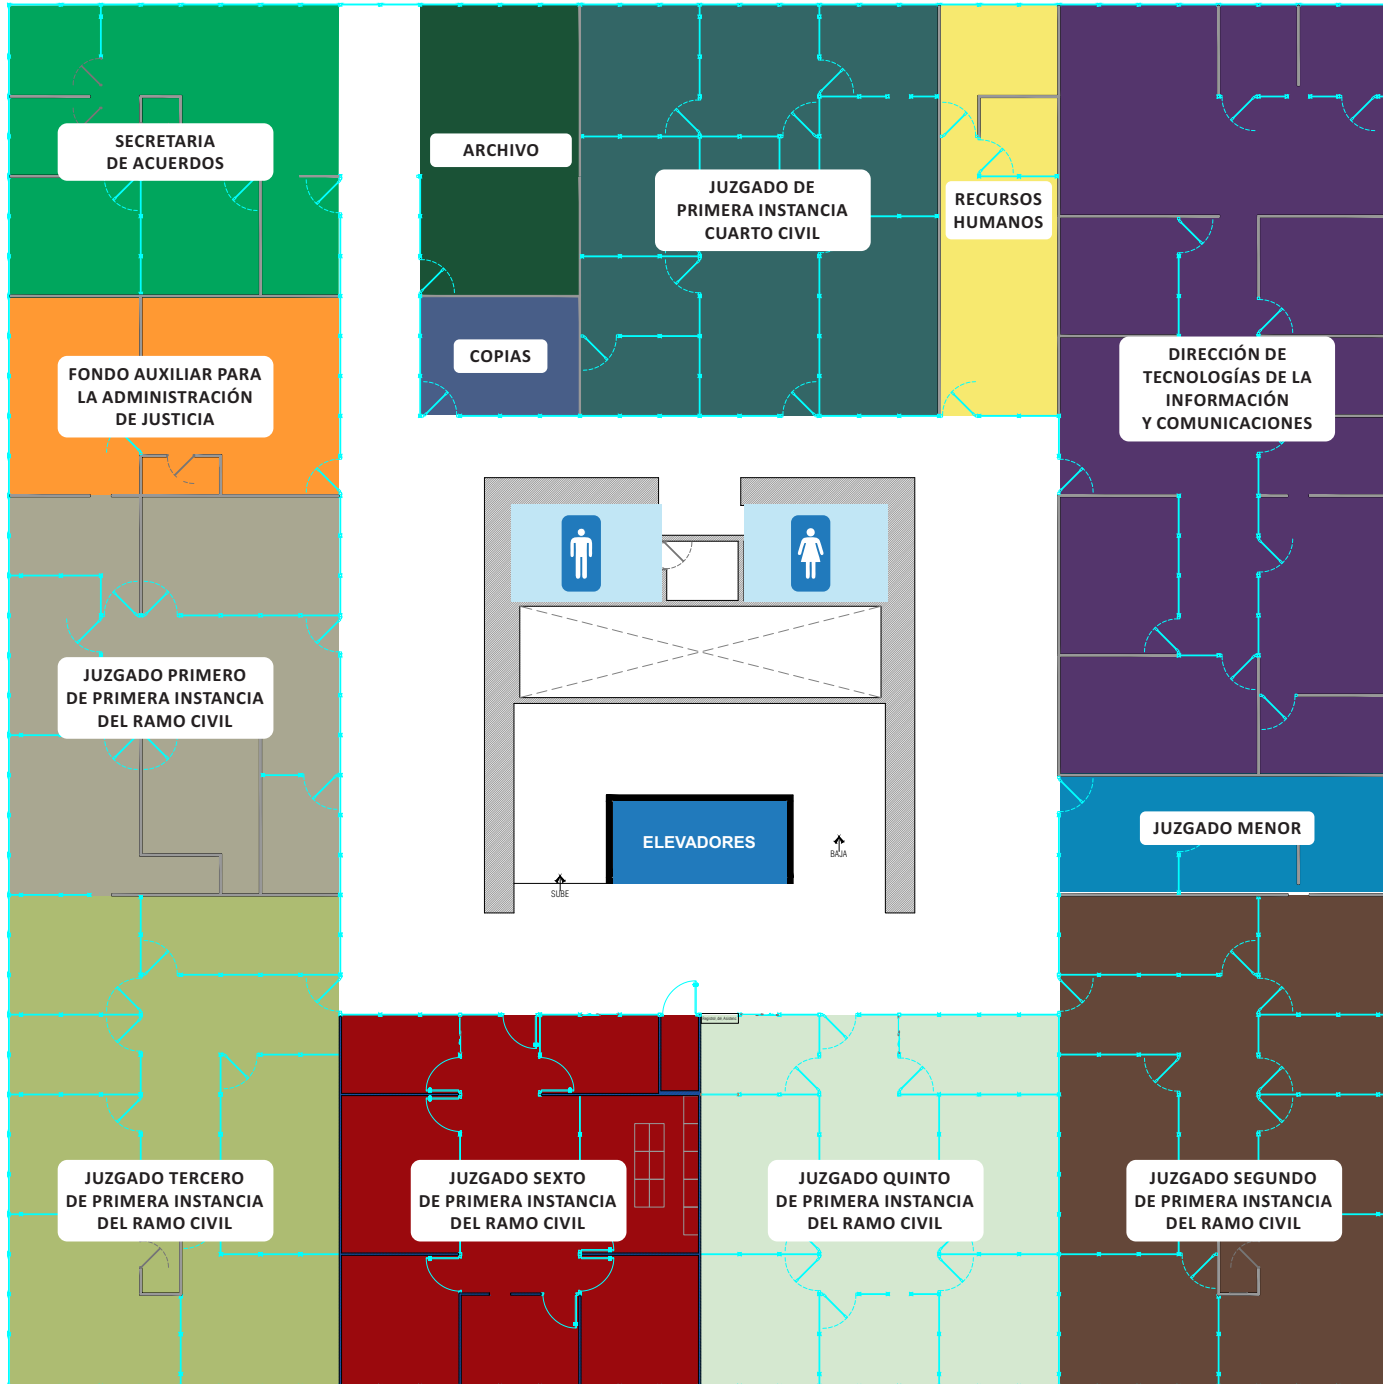 SECRETARIA
DE ACUERDOS
ARCHIVO
JUZGADO DE
PRIMERA INSTANCIA
CUARTO CIVIL
RECURSOS
HUMANOS
COPIAS
FONDO AUXILIAR PARA
LA ADMINISTRACIÓN
DE JUSTICIA
DIRECCIÓN DE
TECNOLOGÍAS DE LA
INFORMACIÓN
Y COMUNICACIONES
JUZGADO PRIMERO
DE PRIMERA INSTANCIA
DEL RAMO CIVIL
ELEVADORES
BAJA
SUBE
JUZGADO MENOR
JUZGADO TERCERO
DE PRIMERA INSTANCIA
DEL RAMO CIVIL
JUZGADO SEXTO
DE PRIMERA INSTANCIA
DEL RAMO CIVIL
JUZGADO QUINTO
DE PRIMERA INSTANCIA
DEL RAMO CIVIL
JUZGADO SEGUNDO
DE PRIMERA INSTANCIA
DEL RAMO CIVIL